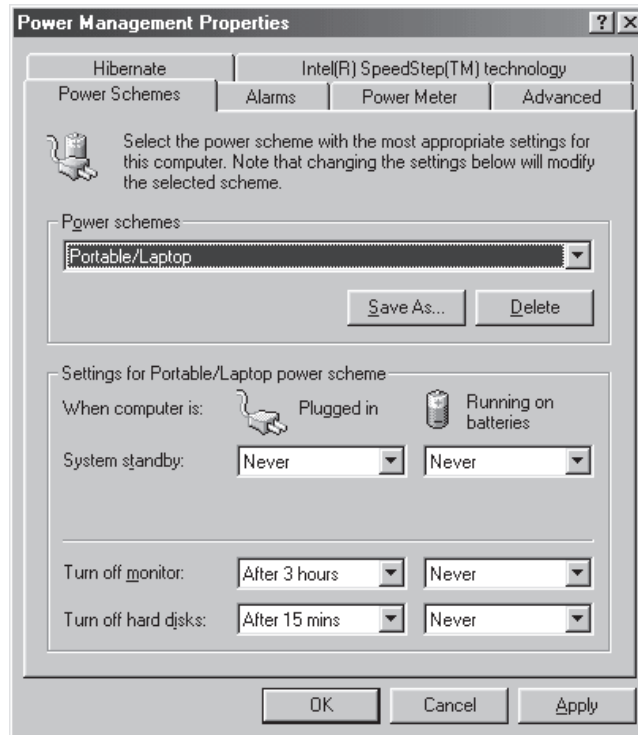 Power Management Properties
Hibernate
Intel(R) SpeedStep(TM) technology
Power Schemes
Alarms
Power Meter
Advanced
Select the power scheme with the most appropriate settings for
this computer. Note that changing the settings below will modify
the selected scheme.
Power schemes
Portable/Laptop
Save As...
Delete
Settings for Portable/Laptop power scheme
When computer is:
Plugged in
Running on
batteries
System standby:
Never
Never
Turn off monitor:
After 3 hours
Never
Turn off hard disks:
After 15 mins
Never
OK
Cancel
Apply